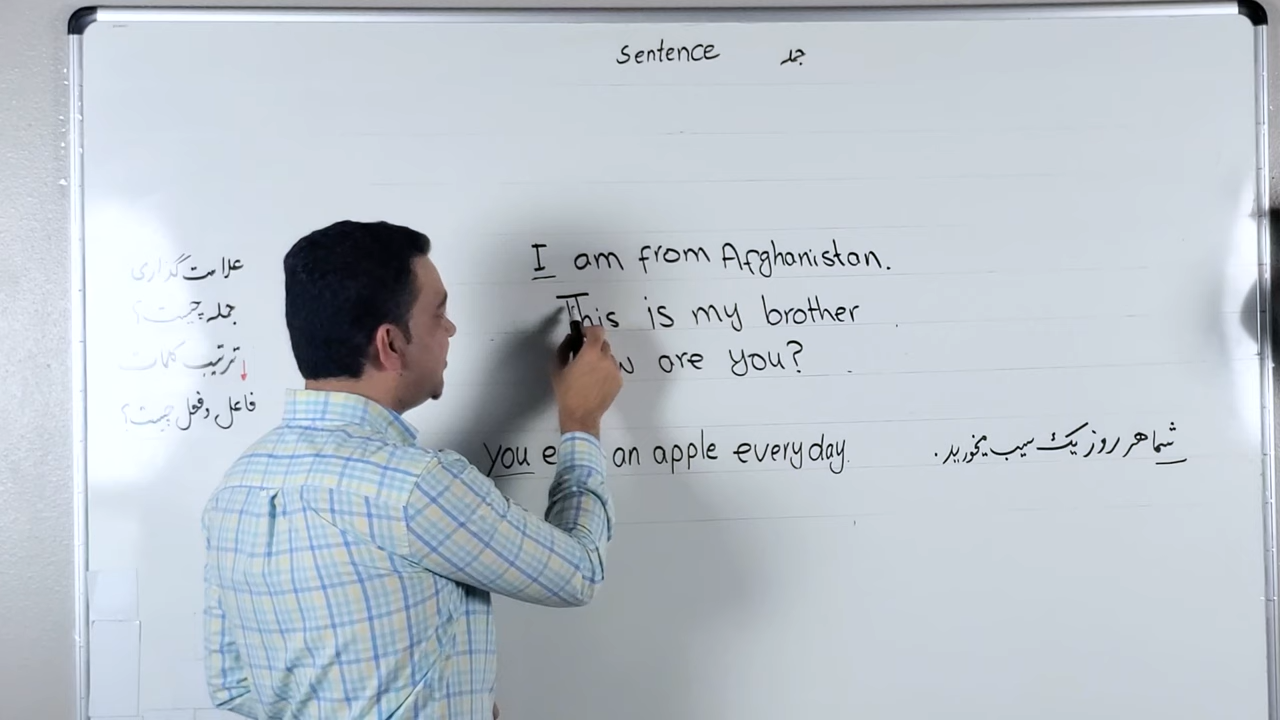 Sentence جمله
علامت گذاری
جمله چیست؟
ترتیب کلمات
فاعل و فعل چیست؟
I am from Afghanistan.
This is my brother
are you?
you an apple everyday.
شما هر روز یک سیب میخورید.